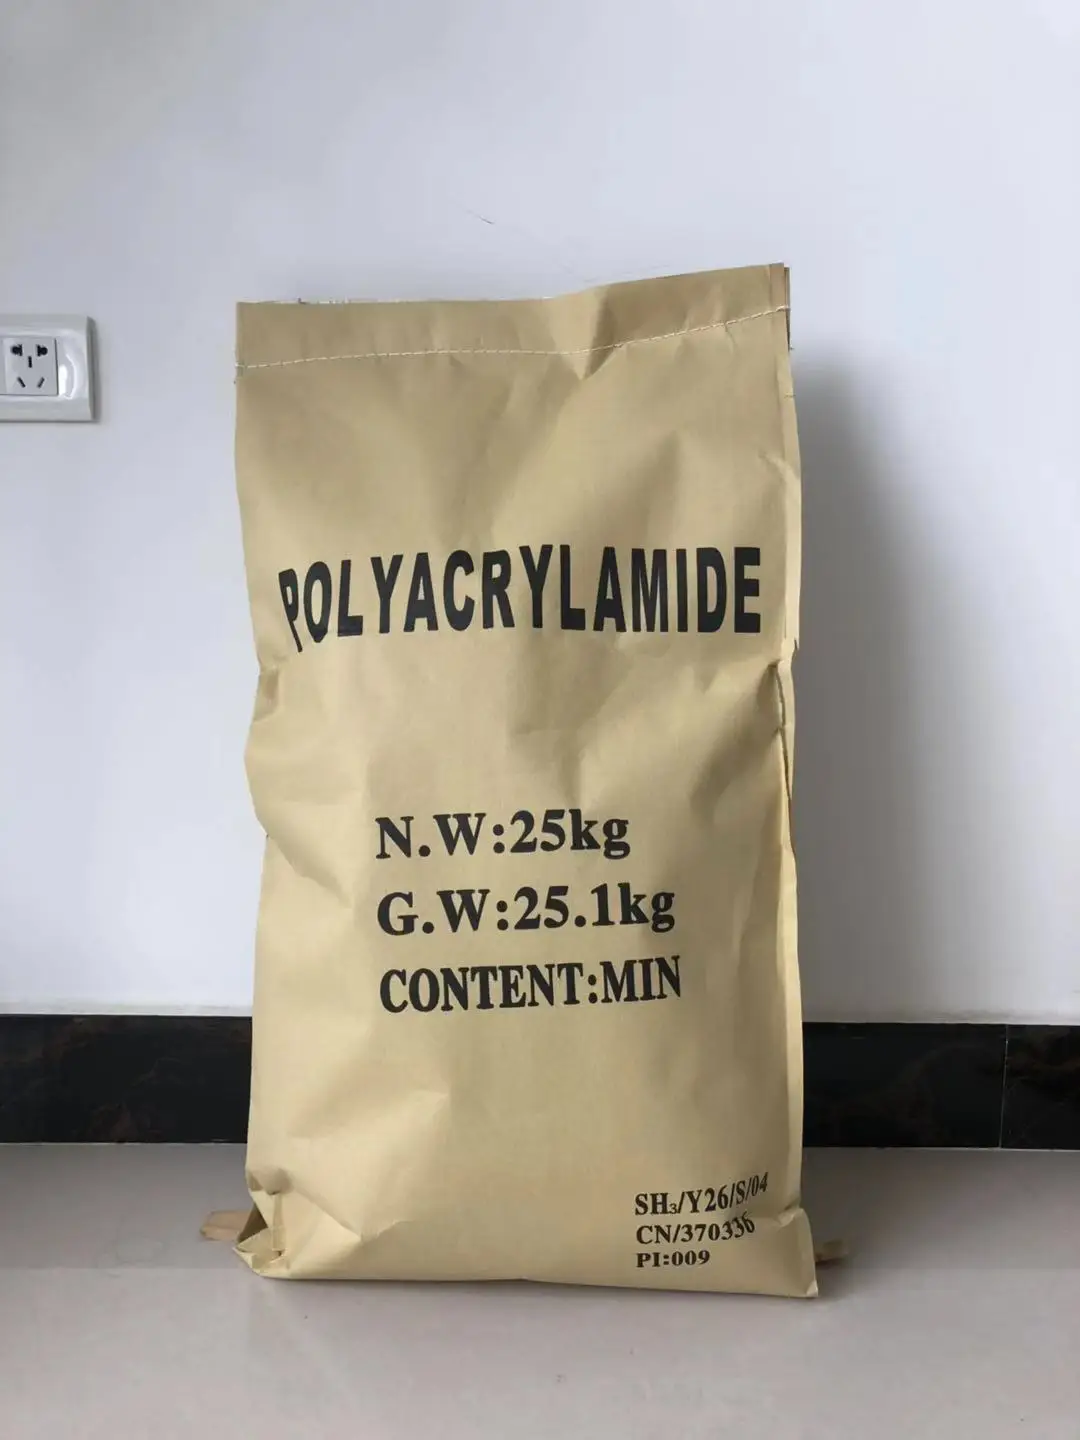 POLYACRYLAMIDE
N.W:25kg
G.W:25.1kg
CONTENT:MIN
SH₃/Y26/S/04
CN/370336
PI:009